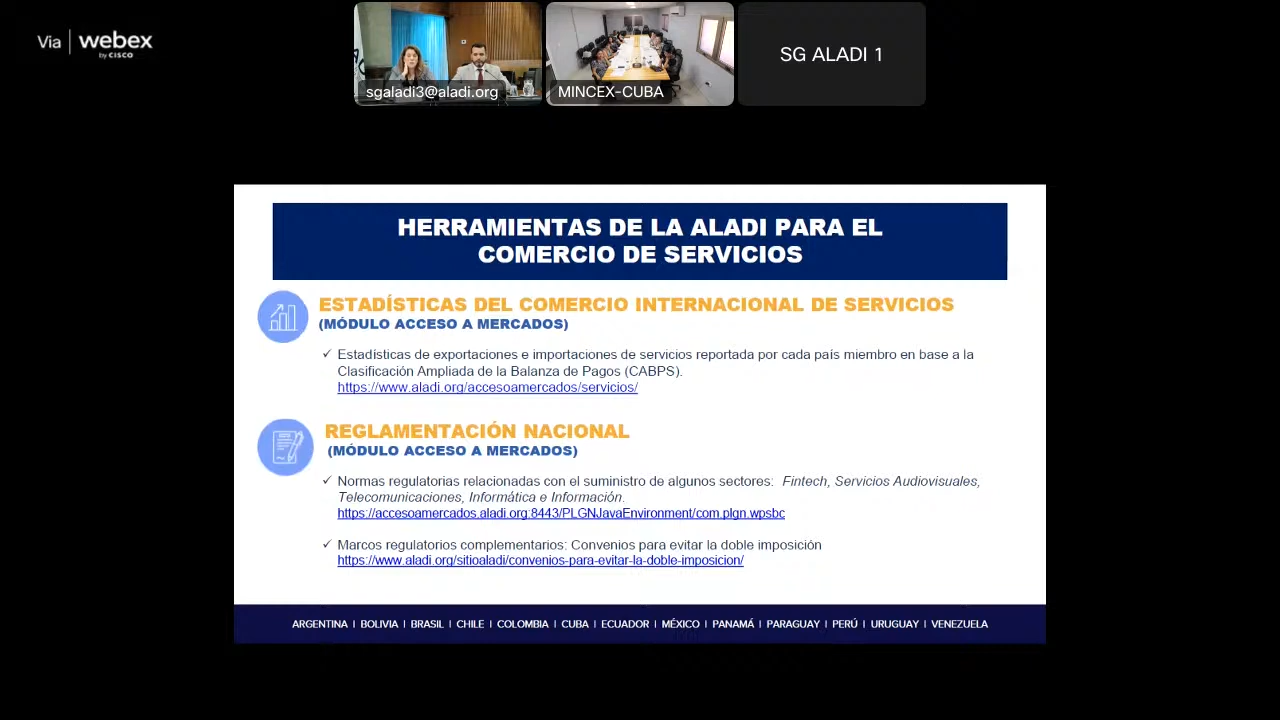 Via | webex
by CISCO
sgaladi3@aladi.org
MINCEX-CUBA
SG ALADI 1
HERRAMIENTAS DE LA ALADI PARA EL
COMERCIO DE SERVICIOS
ESTADÍSTICAS DEL COMERCIO INTERNACIONAL DE SERVICIOS
(MÓDULO ACCESO A MERCADOS)
✓ Estadísticas de exportaciones e importaciones de servicios reportada por cada país miembro en base a la
Clasificación Ampliada de la Balanza de Pagos (CABPS).
https://www.aladi.org/accesoamercados/servicios/
REGLAMENTACIÓN NACIONAL
(MÓDULO ACCESO A MERCADOS)
✓ Normas regulatorias relacionadas con el suministro de algunos sectores: Fintech, Servicios Audiovisuales,
Telecomunicaciones, Informática e Información.
https://accesoamercados.aladi.org:8443/PLGNJavaEnvironment/com.plgn.wpsbc
✓ Marcos regulatorios complementarios: Convenios para evitar la doble imposición
https://www.aladi.org/sitioaladi/convenios-para-evitar-la-doble-imposicion/
ARGENTINA | BOLIVIA | BRASIL | CHILE | COLOMBIA | CUBA | ECUADOR | MÉXICO | PANAMÁ | PARAGUAY | PERÚ | URUGUAY | VENEZUELA